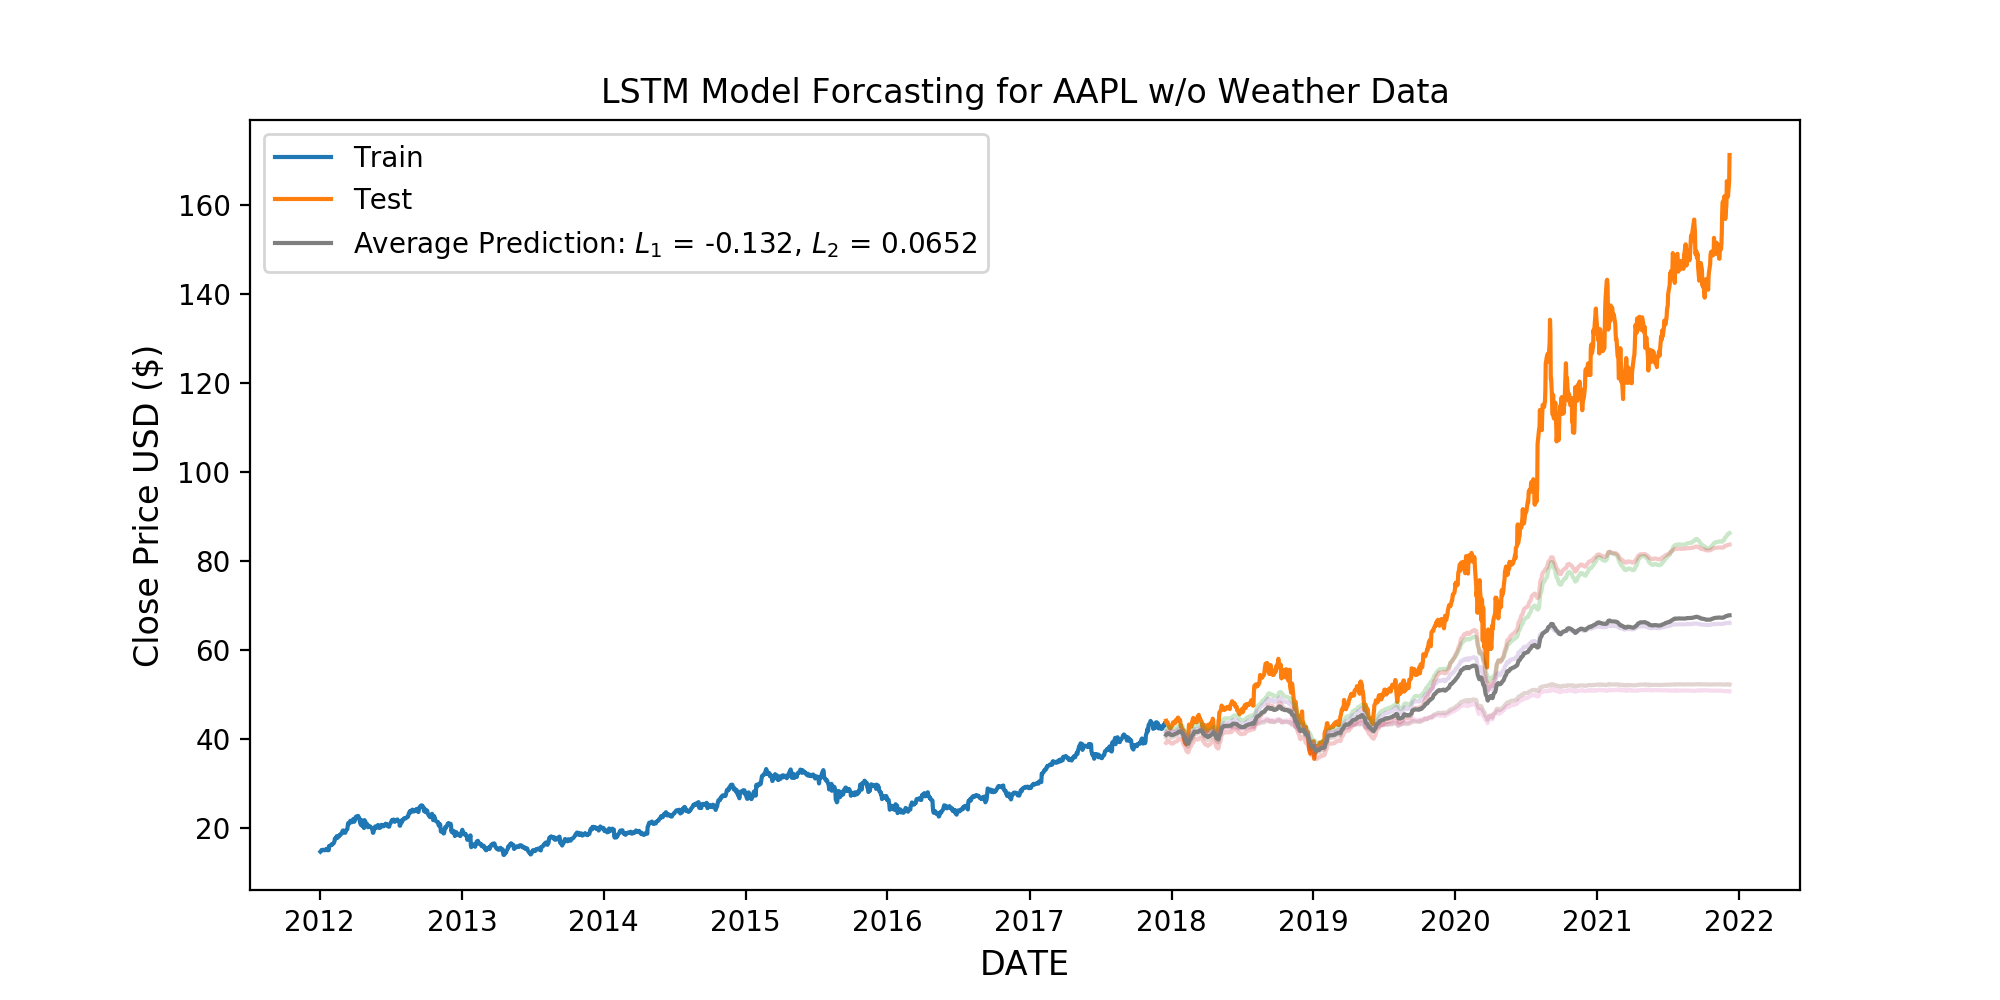 LSTM Model Forcasting for AAPL w/o Weather Data
Train
Test
Average Prediction: L₁ = -0.132, L₂ = 0.0652
Close Price USD ($)
160
140
120
100
80
60
40
20
2012 2013 2014 2015 2016 2017 2018 2019 2020 2021 2022
DATE